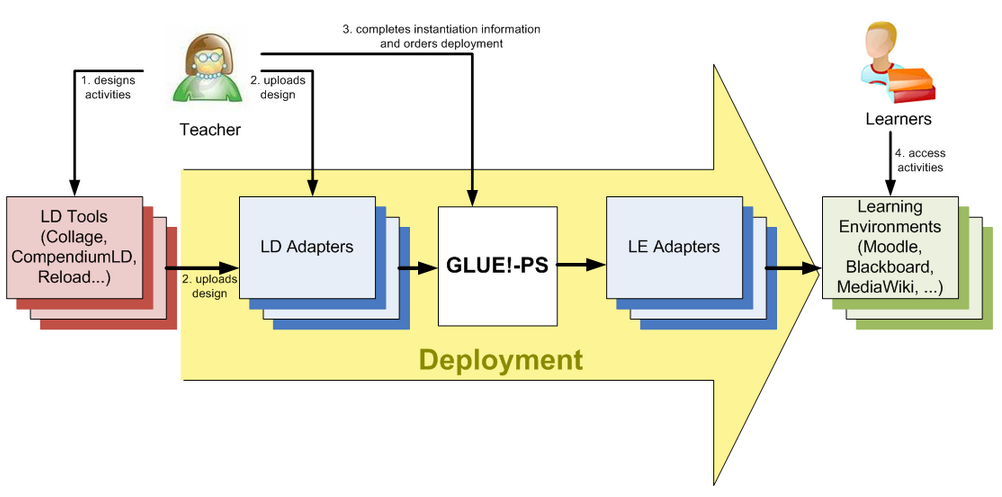 3. completes instantiation information
and orders deployment
1. designs
activities
2. uploads
design
Teacher
Learners
4. access
activities
LD Tools
(Collage,
CompendiumLD,
Reload...)
2. uploads
design
LD Adapters
GLUE!-PS
LE Adapters
Learning
Environments
(Moodle,
Blackboard,
MediaWiki, ...)
Deployment